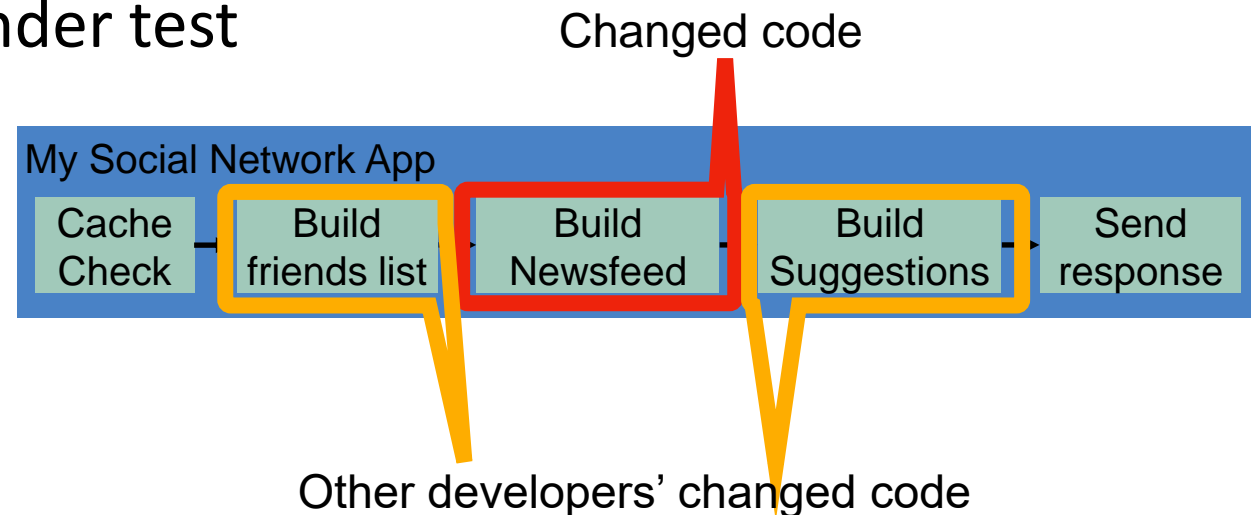 nder test
Changed code
My Social Network App
Cache
Check
Build
friends list
Build
Newsfeed
Build
Suggestions
Send
response
Other developers’ changed code